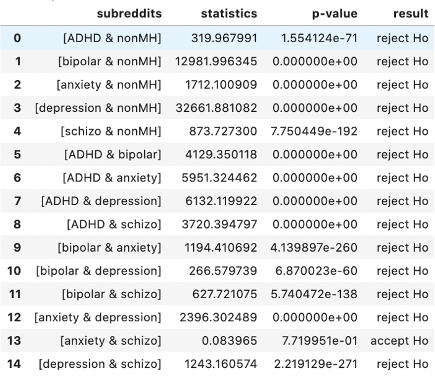 subreddits statistics p-value result
0 [ADHD & nonMH] 319.967991 1.554124e-71 reject Ho
1 [bipolar & nonMH] 12981.996345 0.000000e+00 reject Ho
2 [anxiety & nonMH] 1712.100909 0.000000e+00 reject Ho
3 [depression & nonMH] 32661.881082 0.000000e+00 reject Ho
4 [schizo & nonMH] 873.727300 7.750449e-192 reject Ho
5 [ADHD & bipolar] 4129.350118 0.000000e+00 reject Ho
6 [ADHD & anxiety] 5951.324462 0.000000e+00 reject Ho
7 [ADHD & depression] 6132.119922 0.000000e+00 reject Ho
8 [ADHD & schizo] 3720.394797 0.000000e+00 reject Ho
9 [bipolar & anxiety] 1194.410692 4.139897e-260 reject Ho
10 [bipolar & depression] 266.579739 6.870023e-60 reject Ho
11 [bipolar & schizo] 627.721075 5.740472e-138 reject Ho
12 [anxiety & depression] 2396.302489 0.000000e+00 reject Ho
13 [anxiety & schizo] 0.083965 7.719951e-01 accept Ho
14 [depression & schizo] 1243.160574 2.219129e-271 reject Ho